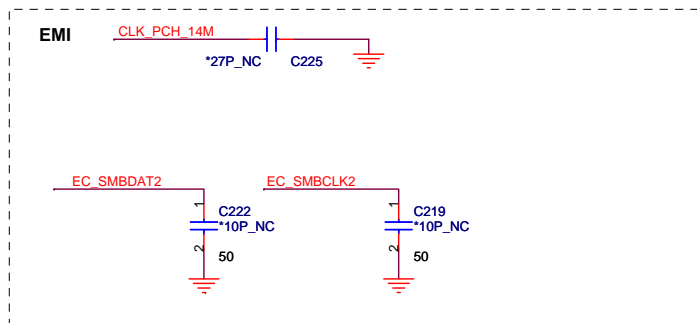 EMI
CLK_PCH_14M
*27P_NC C225
EC_SMBDAT2
1
C222
*10P_NC
2
50
EC_SMBCLK2
1
C219
*10P_NC
2
50